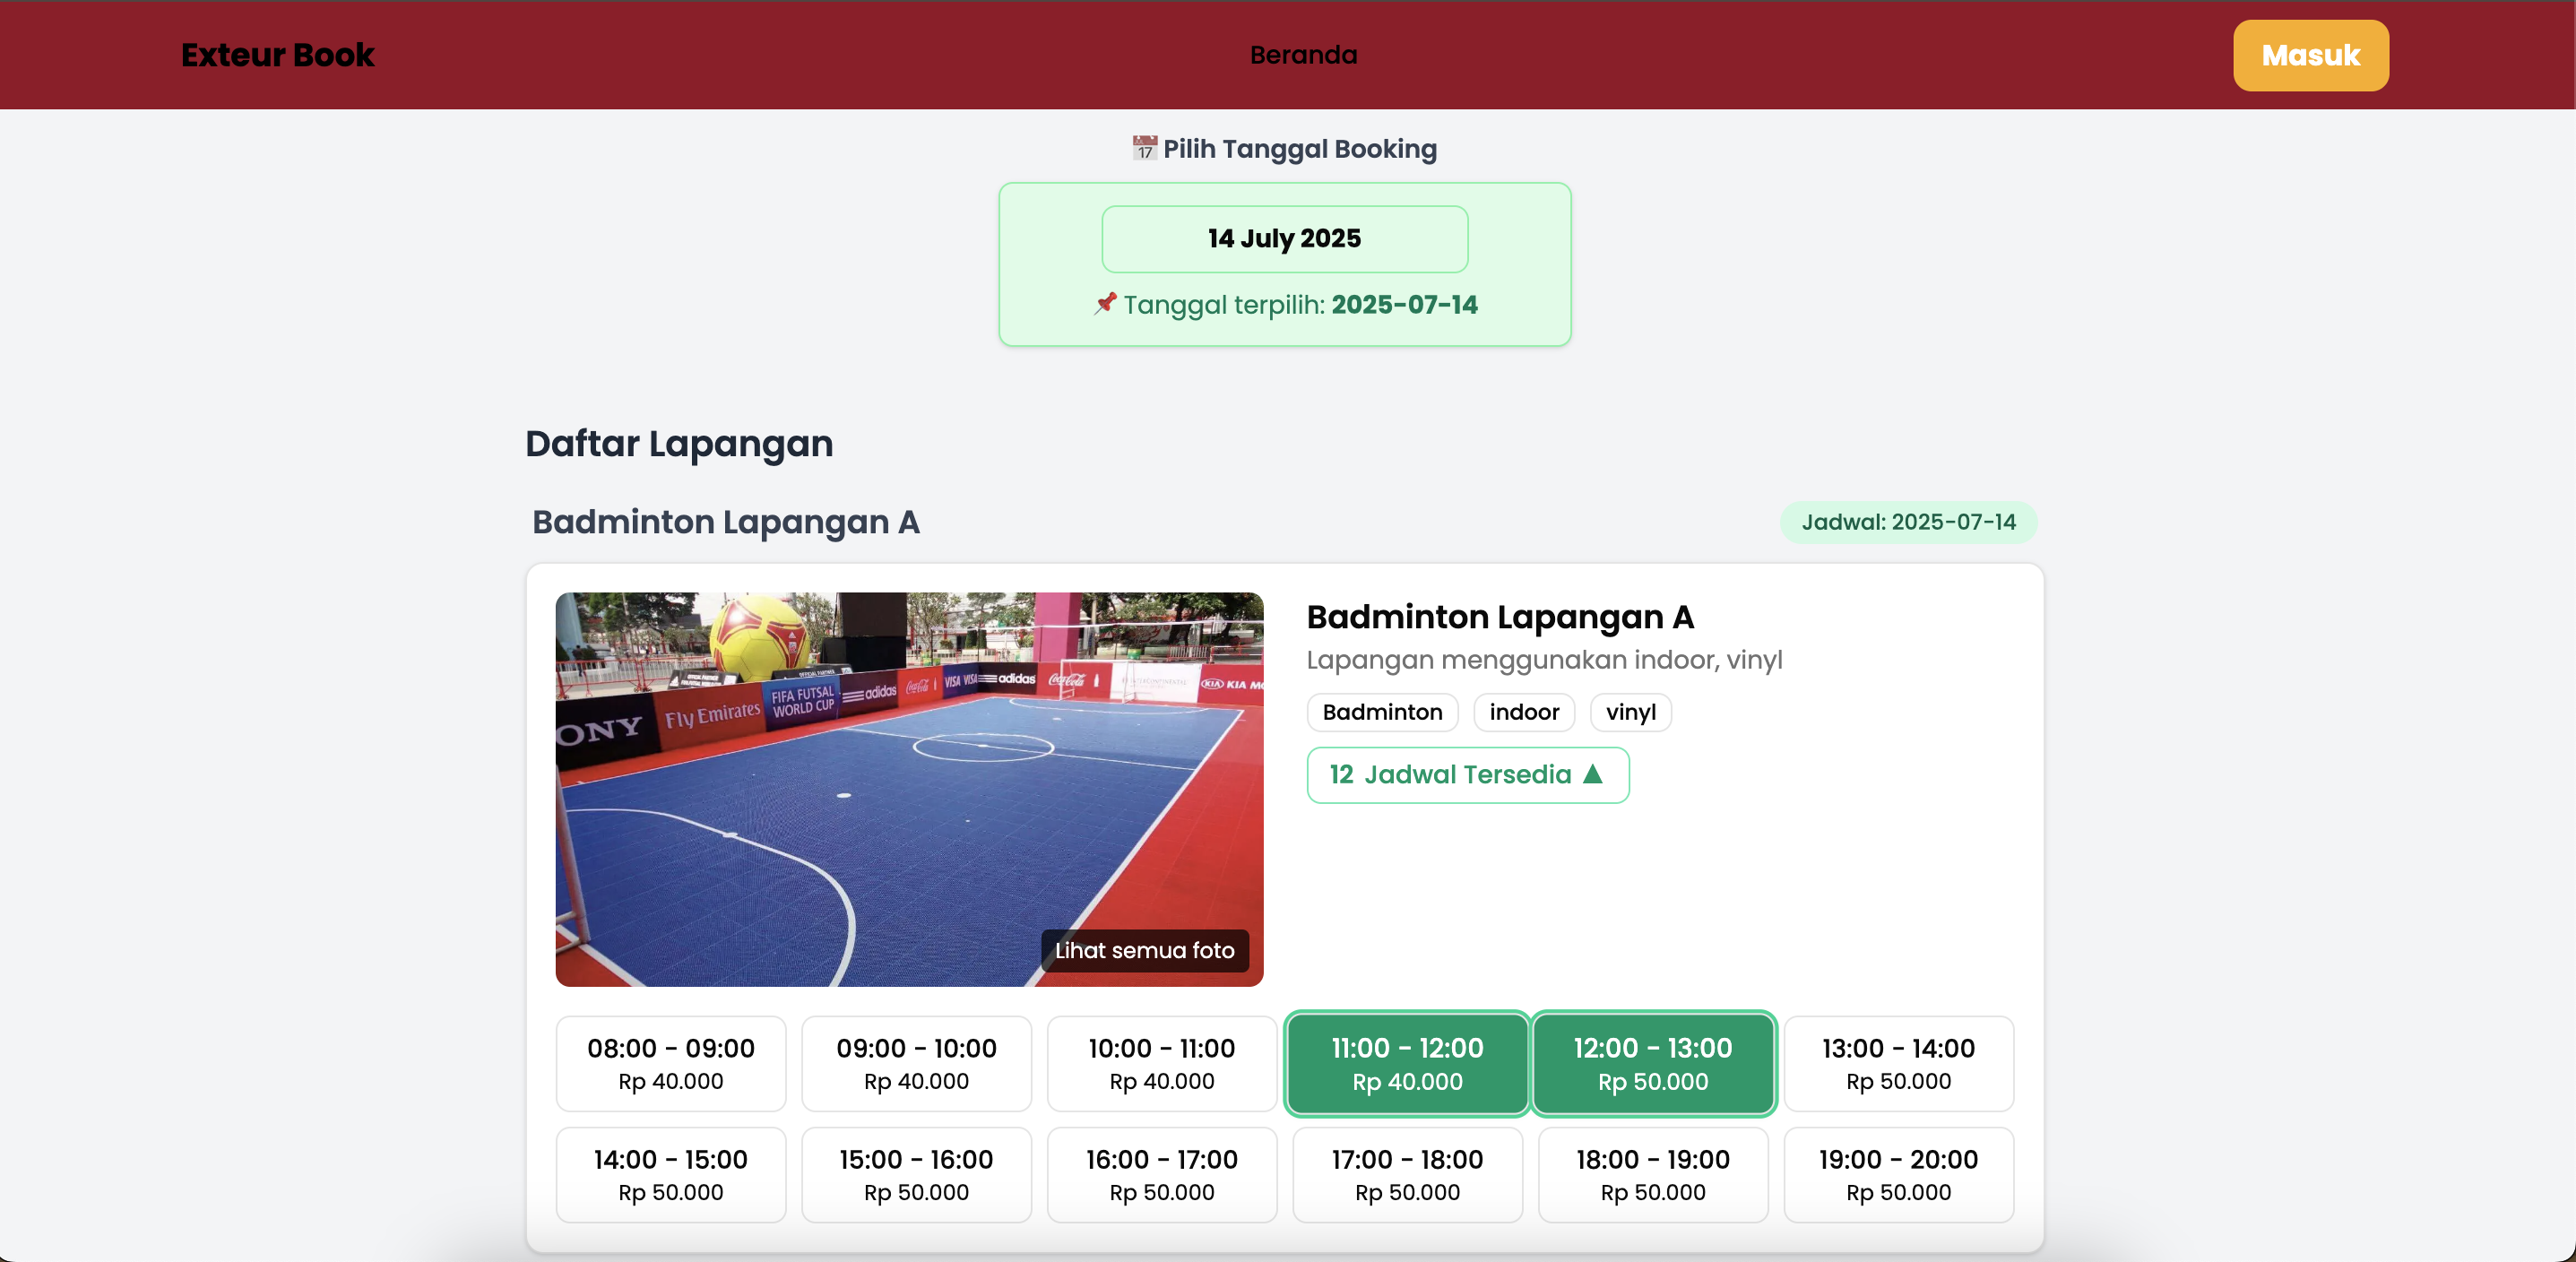 Exteur Book
Beranda
Masuk
17 Pilih Tanggal Booking
14 July 2025
Tanggal terpilih: 2025-07-14
Daftar Lapangan
Badminton Lapangan A
Jadwal: 2025-07-14
Badminton Lapangan A
Lapangan menggunakan indoor, vinyl
Badminton
indoor
vinyl
12 Jadwal Tersedia ▲
ONY
Fly Emirates
FIFA FUTSAL
WORLD CUP
adidas
Coca-Cola
VISA VISA
adidas
Coca-Cola
KIA
Lihat semua foto
08:00 - 09:00
Rp 40.000
09:00 - 10:00
Rp 40.000
10:00 - 11:00
Rp 40.000
11:00 - 12:00
Rp 40.000
12:00 - 13:00
Rp 50.000
13:00 - 14:00
Rp 50.000
14:00 - 15:00
Rp 50.000
15:00 - 16:00
Rp 50.000
16:00 - 17:00
Rp 50.000
17:00 - 18:00
Rp 50.000
18:00 - 19:00
Rp 50.000
19:00 - 20:00
Rp 50.000